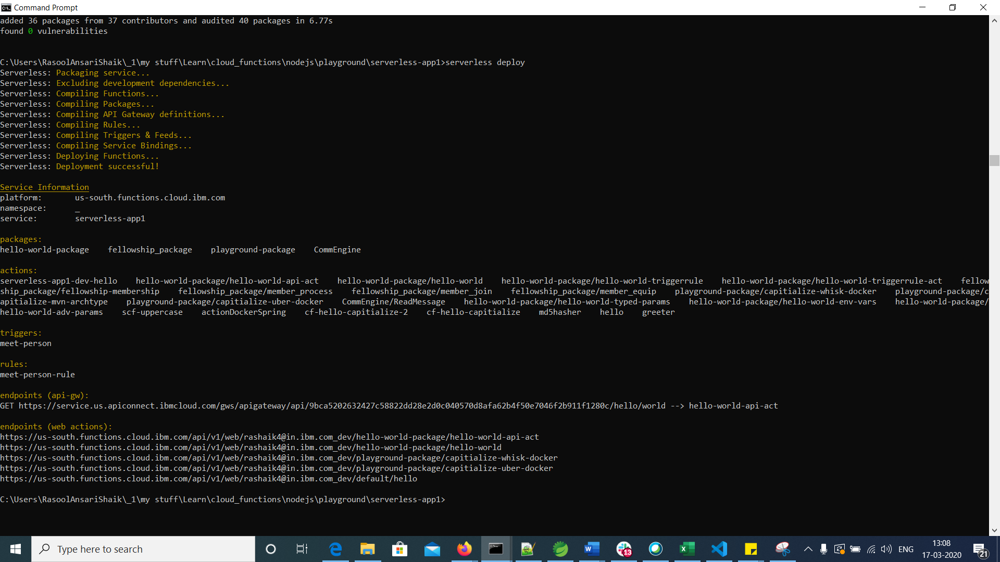 Command Prompt
added 36 packages from 37 contributors and audited 40 packages in 6.77s
found 0 vulnerabilities
C:\Users\RasoolAnsariShaik\_1\my stuff\Learn\cloud_functions\nodejs\playground\serverless-app1>serverless deploy
Serverless: Packaging service...
Serverless: Excluding development dependencies...
Serverless: Compiling Functions...
Serverless: Compiling Packages...
Serverless: Compiling API Gateway definitions...
Serverless: Compiling Rules...
Serverless: Compiling Triggers & Feeds...
Serverless: Compiling Service Bindings...
Serverless: Deploying Functions...
Serverless: Deployment successful!
Service Information
platform: us-south.functions.cloud.ibm.com
namespace: _
service: serverless-app1
packages:
hello-world-package fellowship_package playground-package CommEngine
actions:
serverless-app1-dev-hello hello-world-package/hello-world-api-act hello-world-package/hello-world hello-world-package/hello-world-triggerrule hello-world-package/hello-world-triggerrule-act fellow
ship_package/fellowship-membership fellowship_package/member_process fellowship_package/member_join fellowship_package/member_equip playground-package/capitialize-whisk-docker playground-package/c
apitialize-mvn-archtype playground-package/capitialize-uber-docker CommEngine/ReadMessage hello-world-package/hello-world-typed-params hello-world-package/hello-world-env-vars hello-world-package/
hello-world-adv-params scf-uppercase actionDockerSpring cf-hello-capitialize-2 cf-hello-capitialize md5hasher hello greeter
triggers:
meet-person
rules:
meet-person-rule
endpoints (api-gw):
GET https://service.us.apiconnect.ibmcloud.com/gws/apigateway/api/9bca5202632427c58822dd28e2d0c040570d8afa62b4f50e7046f2b911f1280c/hello/world --> hello-world-api-act
endpoints (web actions):
https://us-south.functions.cloud.ibm.com/api/v1/web/rashaik4@in.ibm.com_dev/hello-world-package/hello-world-api-act
https://us-south.functions.cloud.ibm.com/api/v1/web/rashaik4@in.ibm.com_dev/hello-world-package/hello-world
https://us-south.functions.cloud.ibm.com/api/v1/web/rashaik4@in.ibm.com_dev/playground-package/capitialize-whisk-docker
https://us-south.functions.cloud.ibm.com/api/v1/web/rashaik4@in.ibm.com_dev/playground-package/capitialize-uber-docker
https://us-south.functions.cloud.ibm.com/api/v1/web/rashaik4@in.ibm.com_dev/default/hello
C:\Users\RasoolAnsariShaik\_1\my stuff\Learn\cloud_functions\nodejs\playground\serverless-app1>
Type here to search
13
ENG
13:08
17-03-2020
21